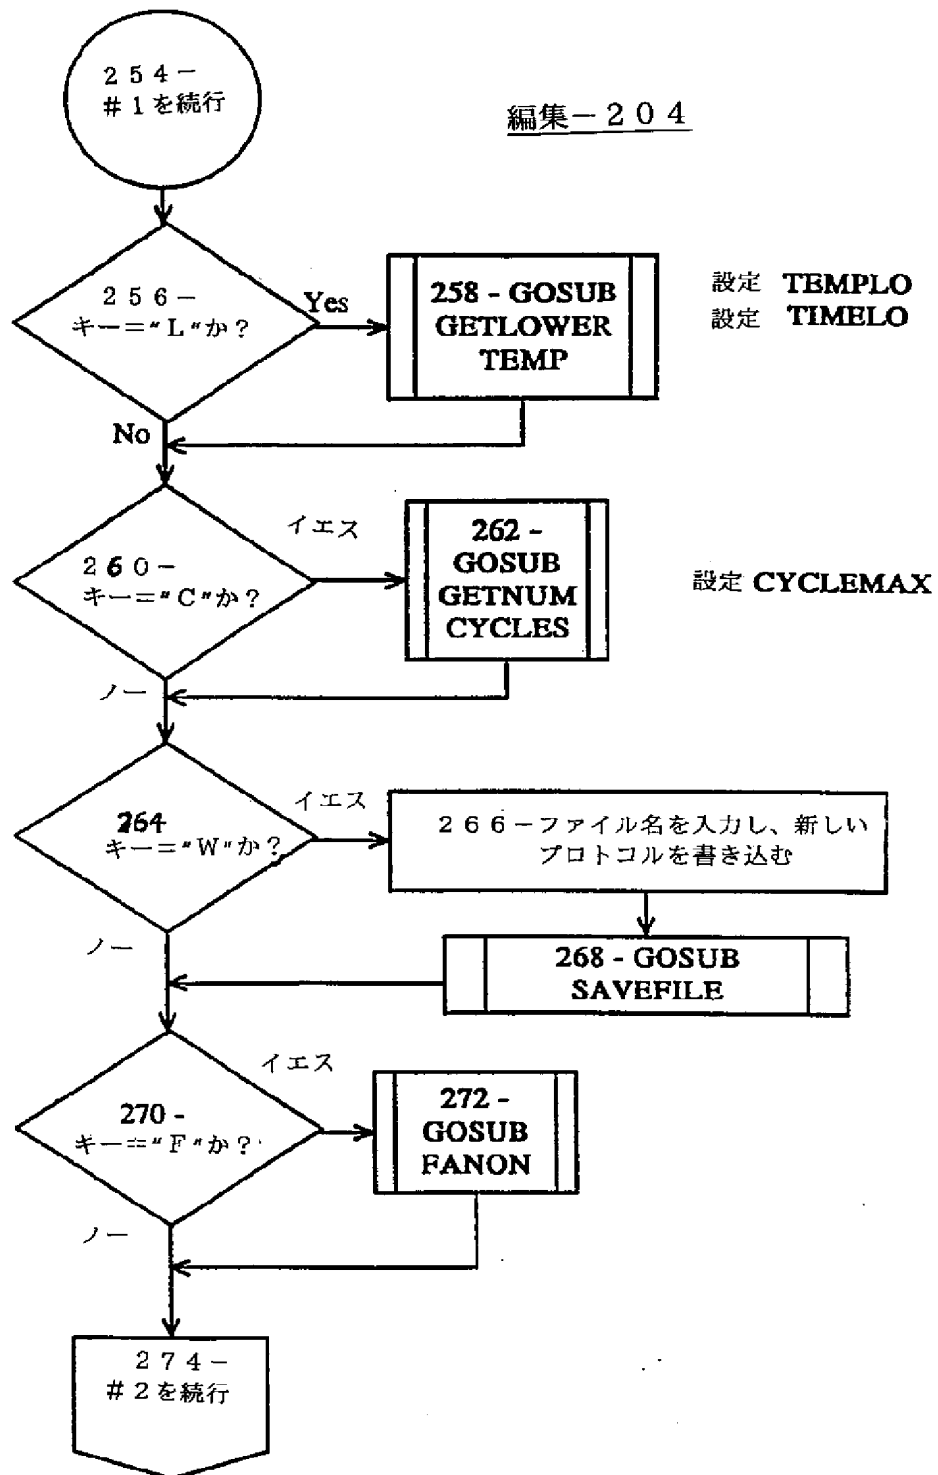 254-
#1を続行
編集-204
256-
キー="L"か?
Yes
258 - GOSUB
GETLOWER
TEMP
設定 TEMPLO
設定 TIMELO
No
260-
キー="C"か?
イエス
262 -
GOSUB
GETNUM
CYCLES
設定 CYCLEMAX
ノー
264
キー="W"か?
イエス
266-ファイル名を入力し、新しい
プロトコルを書き込む
ノー
268 - GOSUB
SAVEFILE
270 -
キー="F"か?
イエス
272 -
GOSUB
FANON
ノー
274-
#2を続行